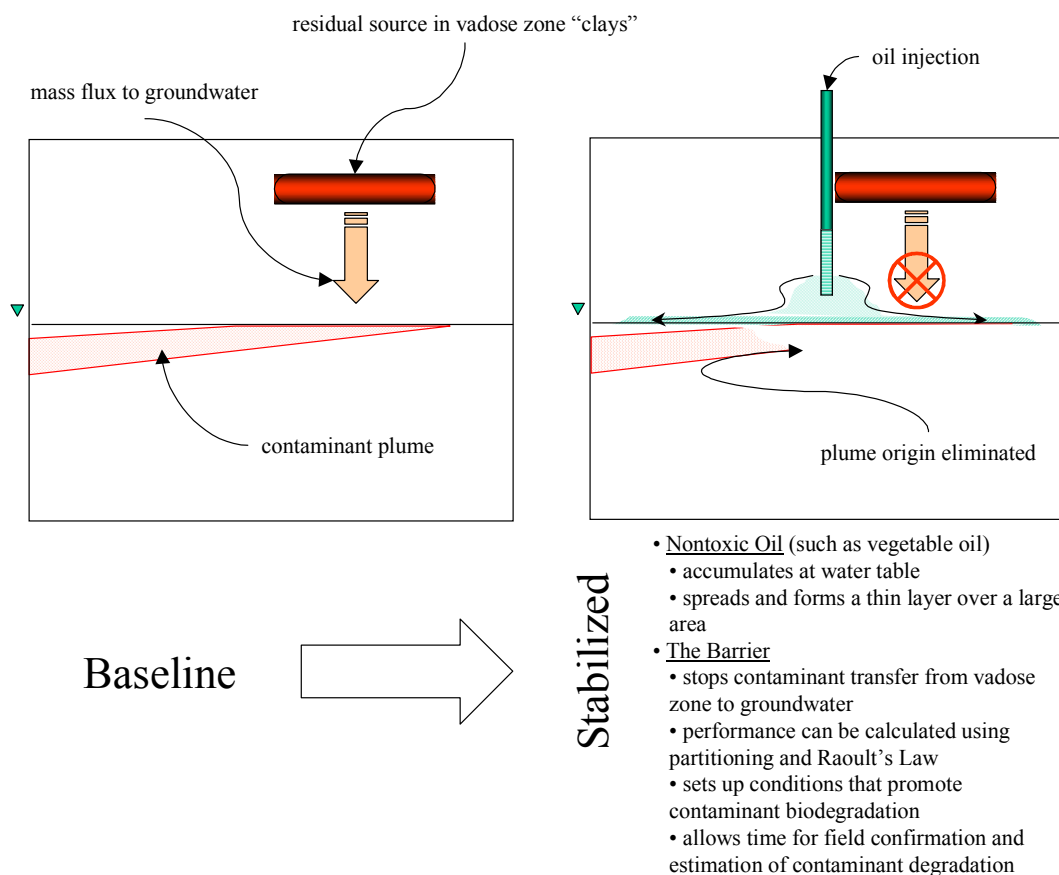 residual source in vadose zone “clays”
mass flux to groundwater
contaminant plume
oil injection
plume origin eliminated
Baseline
Stabilized
• Nontoxic Oil (such as vegetable oil)
• accumulates at water table
• spreads and forms a thin layer over a large
area
• The Barrier
• stops contaminant transfer from vadose
zone to groundwater
• performance can be calculated using
partitioning and Raoult’s Law
• sets up conditions that promote
contaminant biodegradation
• allows time for field confirmation and
estimation of contaminant degradation